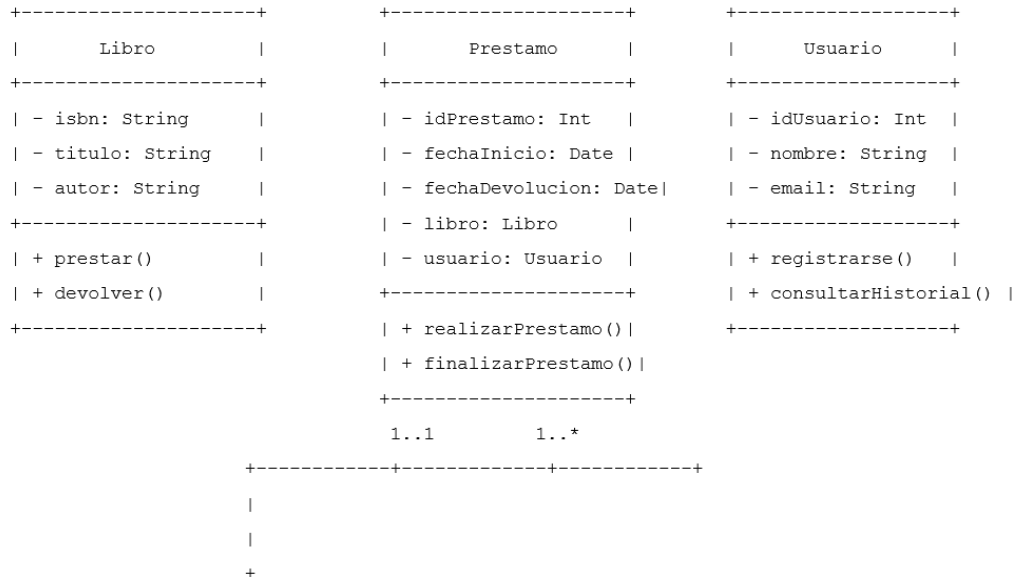 +---------------------+ +----------------------+ +-------------------+
| Libro | | Prestamo | | Usuario |
+---------------------+ +----------------------+ +-------------------+
| - isbn: String | | - idPrestamo: Int | | - idUsuario: Int |
| - titulo: String | | - fechaInicio: Date | | - nombre: String |
| - autor: String | | - fechaDevolucion: Date| | - email: String |
+---------------------+ | - libro: Libro | +-------------------+
| + prestar() | | - usuario: Usuario | | + registrarse() |
| + devolver() | +----------------------+ | + consultarHistorial() |
+---------------------+ | + realizarPrestamo()| +-------------------+
| + finalizarPrestamo()|
+----------------------+
1..1 1..*
+------------+-------------+------------+
|
|
+